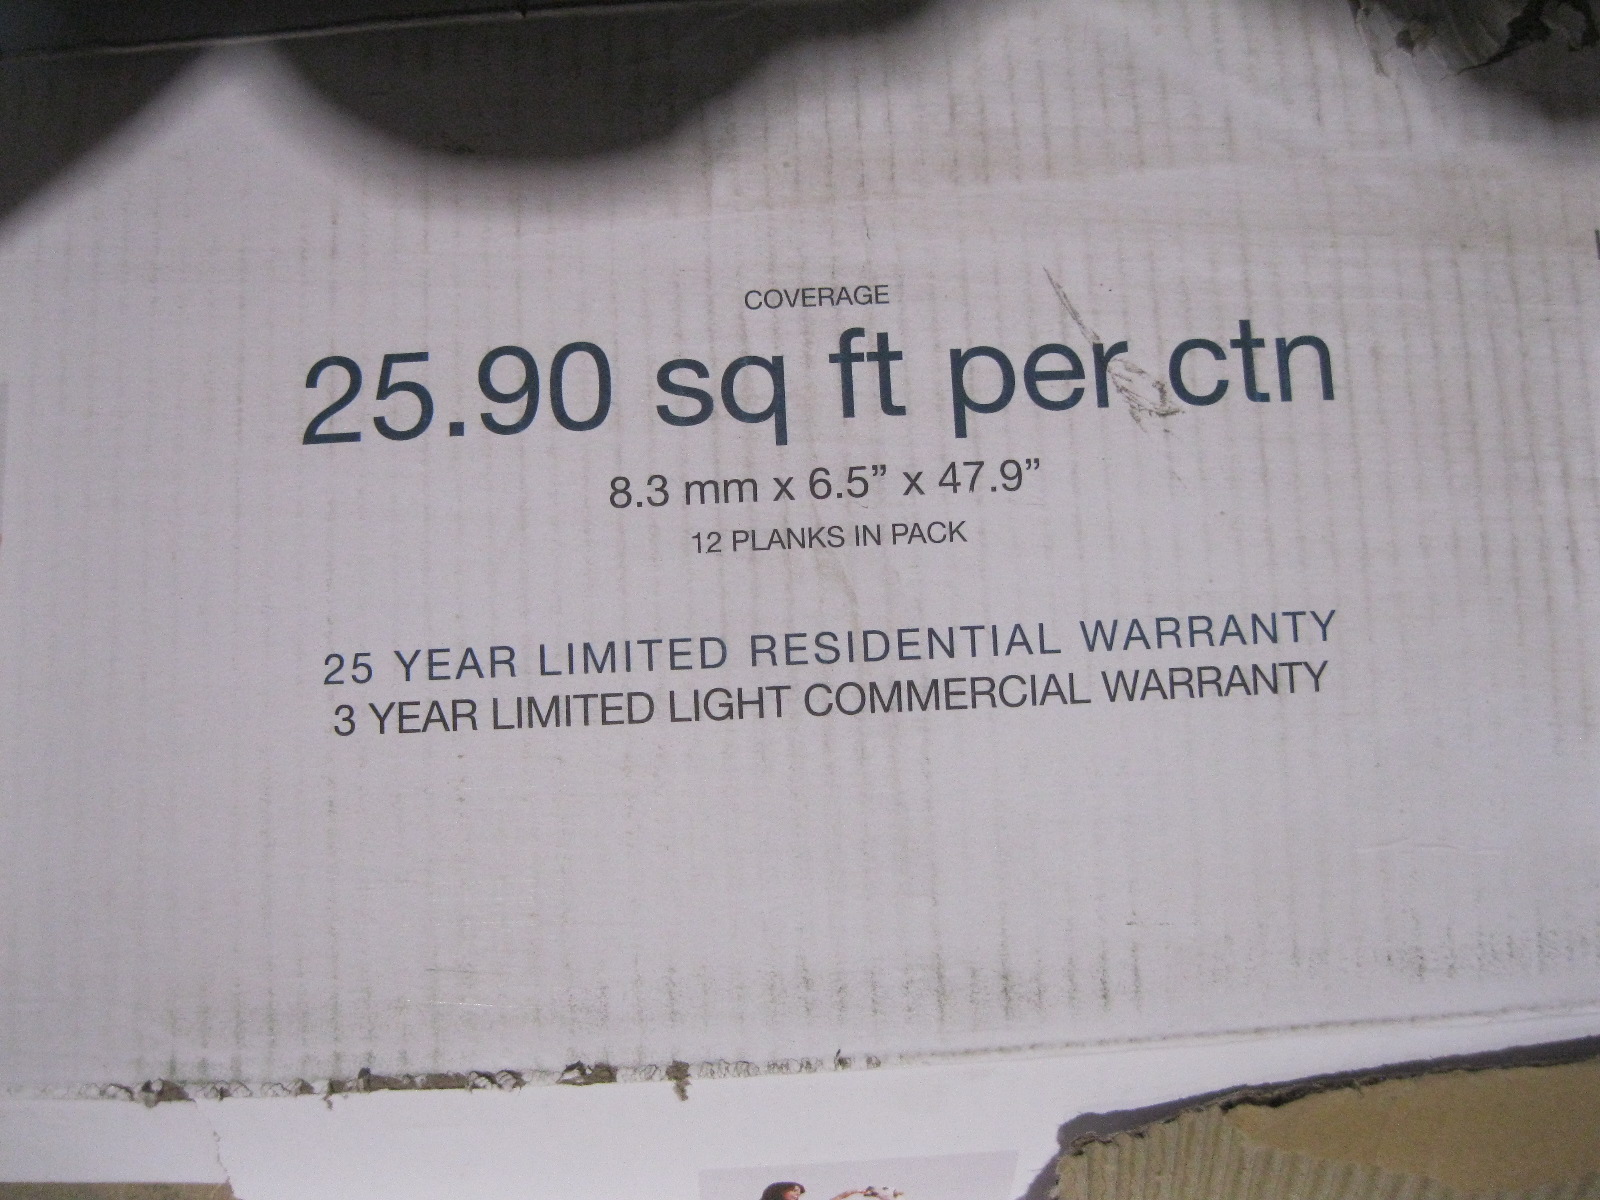 COVERAGE
25.90 sq ft per ctn
8.3 mm x 6.5” x 47.9”
12 PLANKS IN PACK
25 YEAR LIMITED RESIDENTIAL WARRANTY
3 YEAR LIMITED LIGHT COMMERCIAL WARRANTY